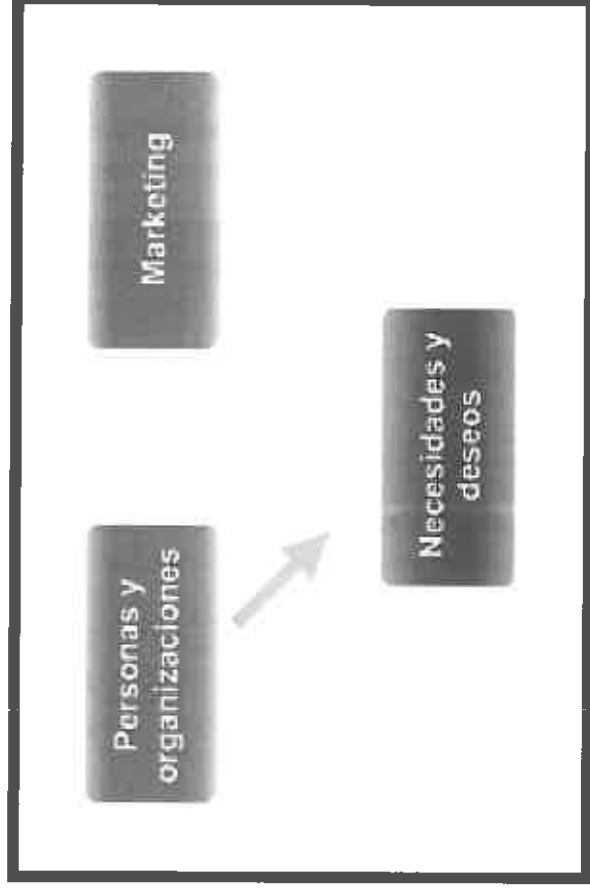 Personas y
organizaciones
Marketing
Necesidades y
deseos